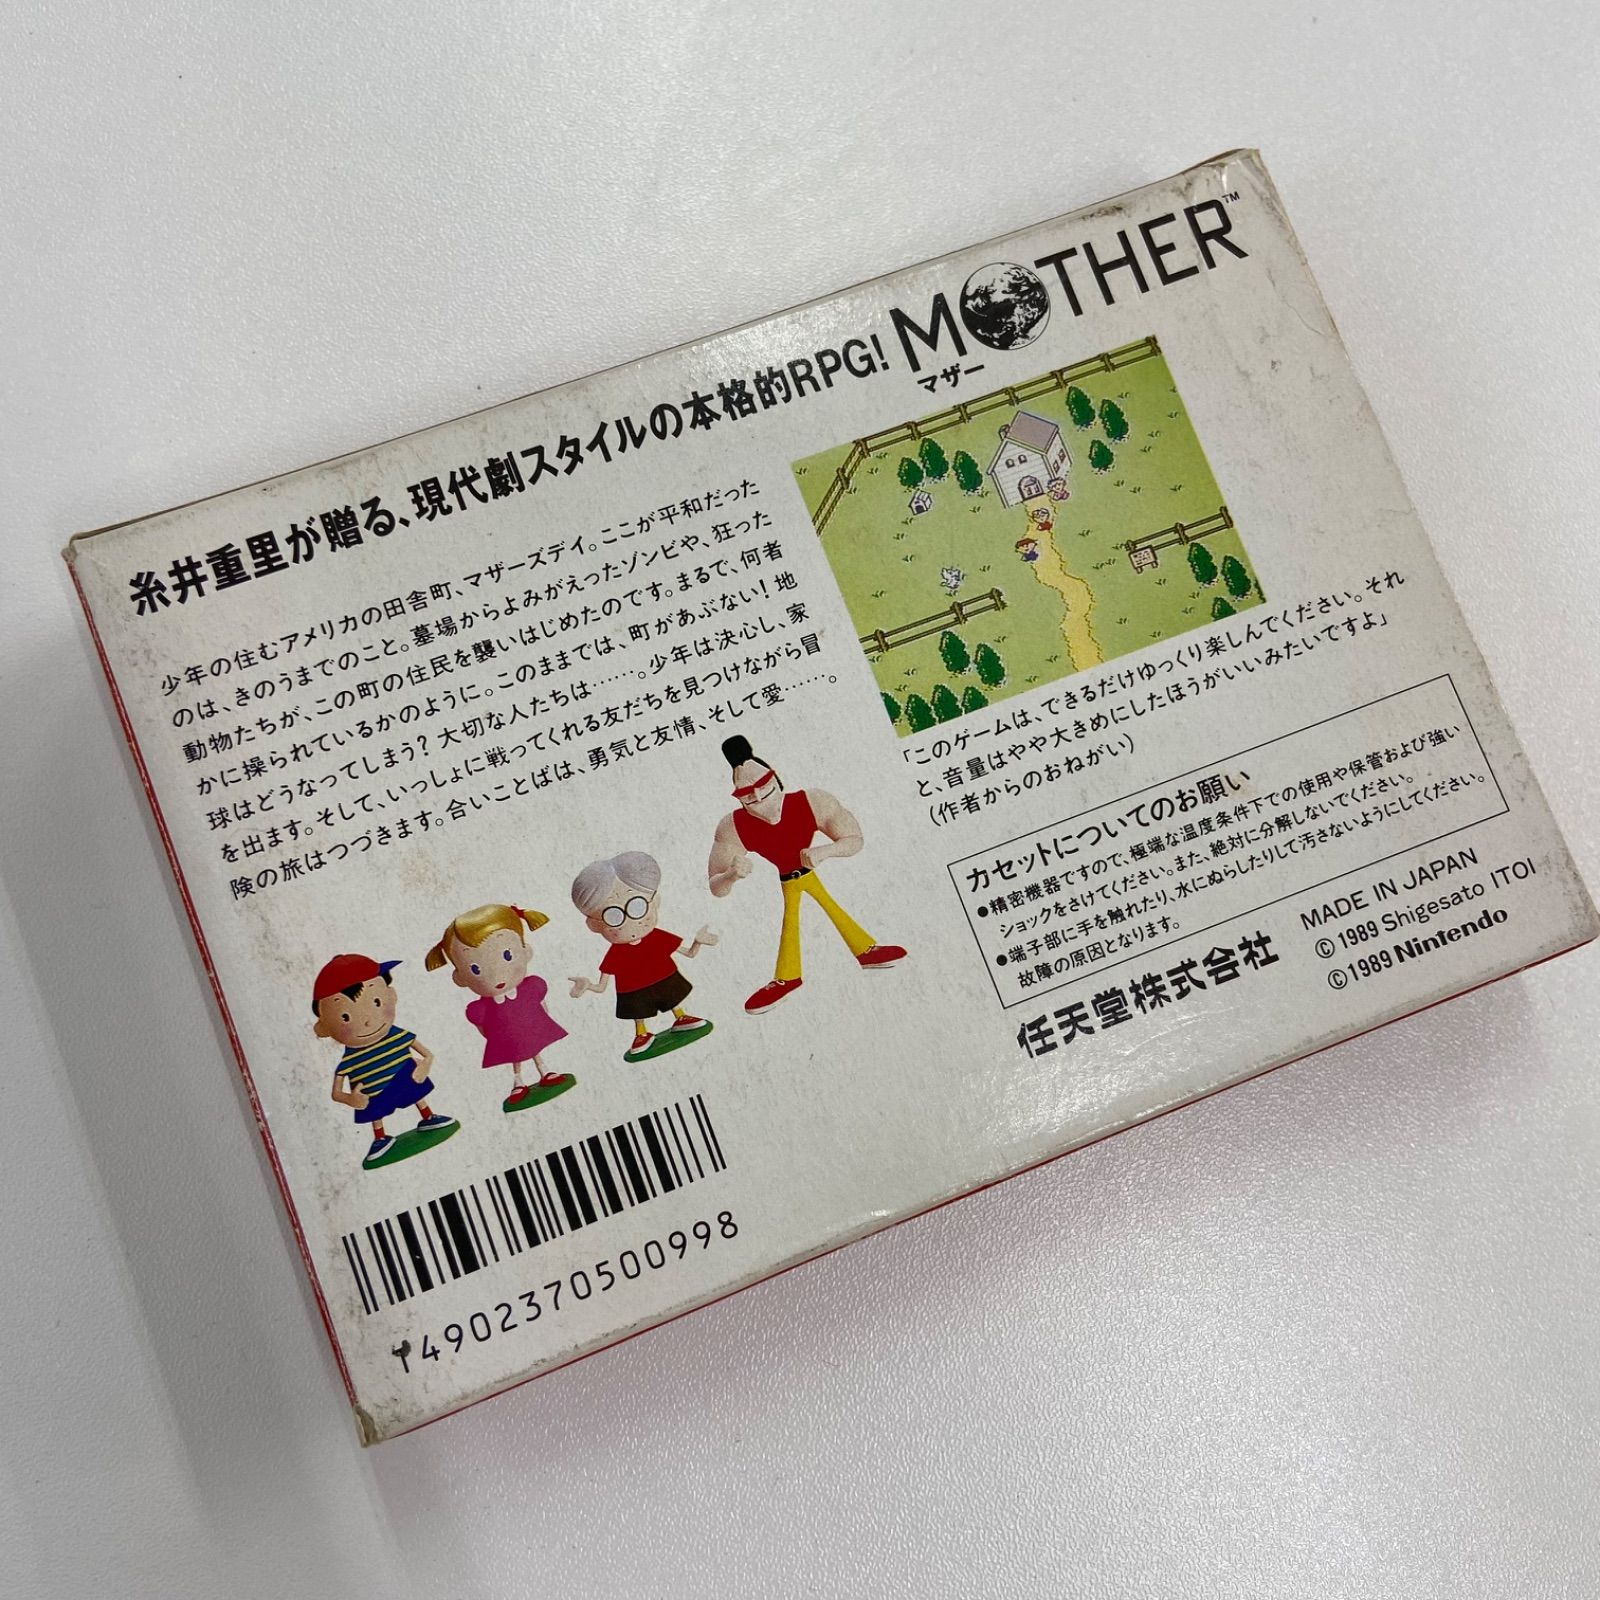 糸井重里が贈る、現代劇スタイルの本格的RPG! MOTHER™
マザー
少年の住むアメリカの田舎町、マザーズデイ。ここが平和だった
のは、きのうまでのこと。墓場からよみがえったゾンビや、狂った
動物たちが、この町の住民を襲いはじめたのです。まるで、何者
かに操られているかのように。このままでは、町があぶない! 地
球はどうなってしまう? 大切な人たちは……。少年は決心し、家
を出ます。そして、いっしょに戦ってくれる友だちを見つけながら冒
険の旅はつづきます。合いことばは、勇気と友情、そして愛……。
「このゲームは、できるだけゆっくり楽しんでください。それ
と、音量はやや大きめにしたほうがいいみたいですよ」
(作者からのおねがい)
カセットについてのお願い
●精密機器ですので、極端な温度条件下での使用や保管および強い
ショックをさけてください。また、絶対に分解しないでください。
●端子部に手を触れたり、水にぬらしたりして汚さないようにしてください。
故障の原因となります。
任天堂株式会社
MADE IN JAPAN
© 1989 Shigesato ITOI
© 1989 Nintendo
4902370500998